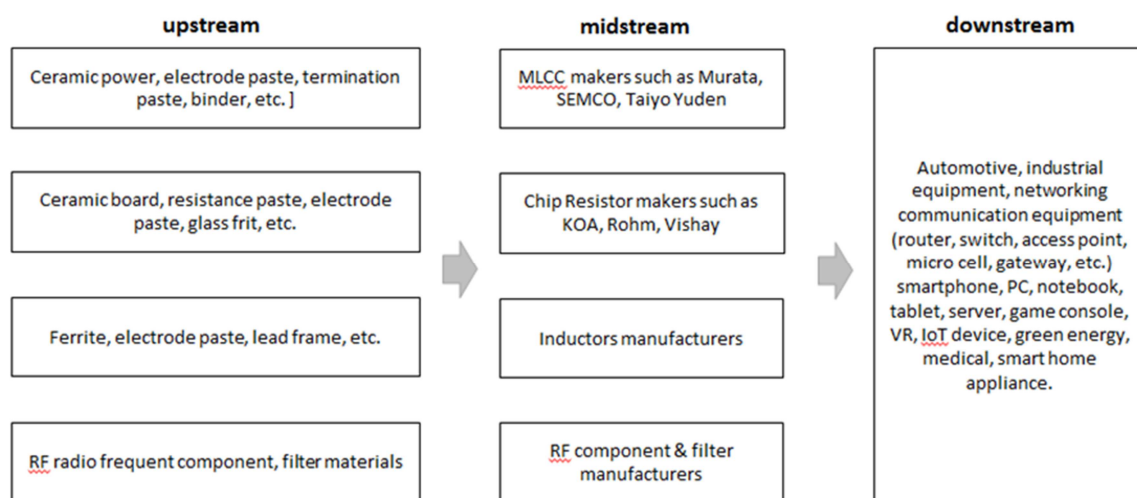 upstream
midstream
downstream
Ceramic power, electrode paste, termination
paste, binder, etc. ]
MLCC makers such as Murata,
SEMCO, Taiyo Yuden
Ceramic board, resistance paste, electrode
paste, glass frit, etc.
Chip Resistor makers such as
KOA, Rohm, Vishay
Ferrite, electrode paste, lead frame, etc.
Inductors manufacturers
RF radio frequent component, filter materials
RF component & filter
manufacturers
Automotive, industrial
equipment, networking
communication equipment
(router, switch, access point,
micro cell, gateway, etc.)
smartphone, PC, notebook,
tablet, server, game console,
VR, IoT device, green energy,
medical, smart home
appliance.